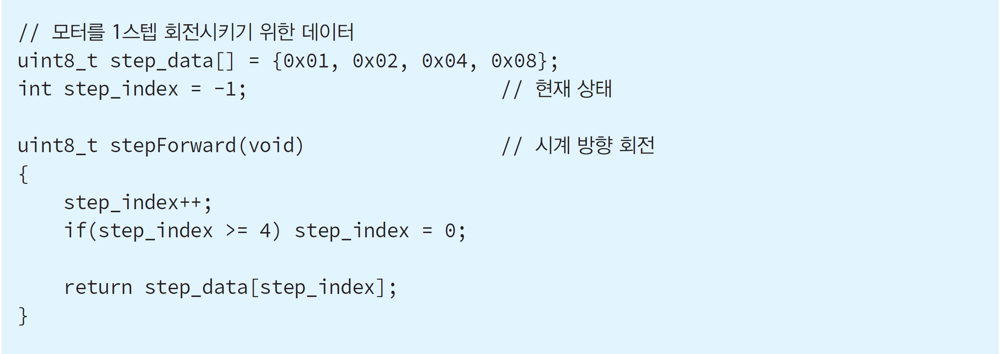 // 모터를 1스텝 회전시키기 위한 데이터
uint8_t step_data[] = {0x01, 0x02, 0x04, 0x08};
int step_index = -1; // 현재 상태
uint8_t stepForward(void) // 시계 방향 회전
{
step_index++;
if(step_index >= 4) step_index = 0;
return step_data[step_index];
}